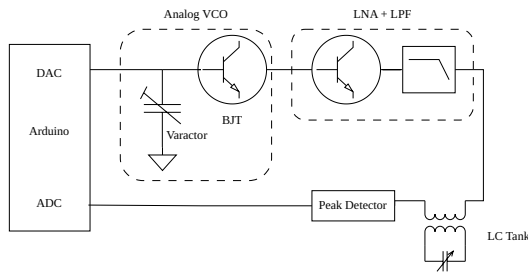 Analog VCO
LNA + LPF
DAC
Arduino
BJT
Varactor
ADC
Peak Detector
LC Tank